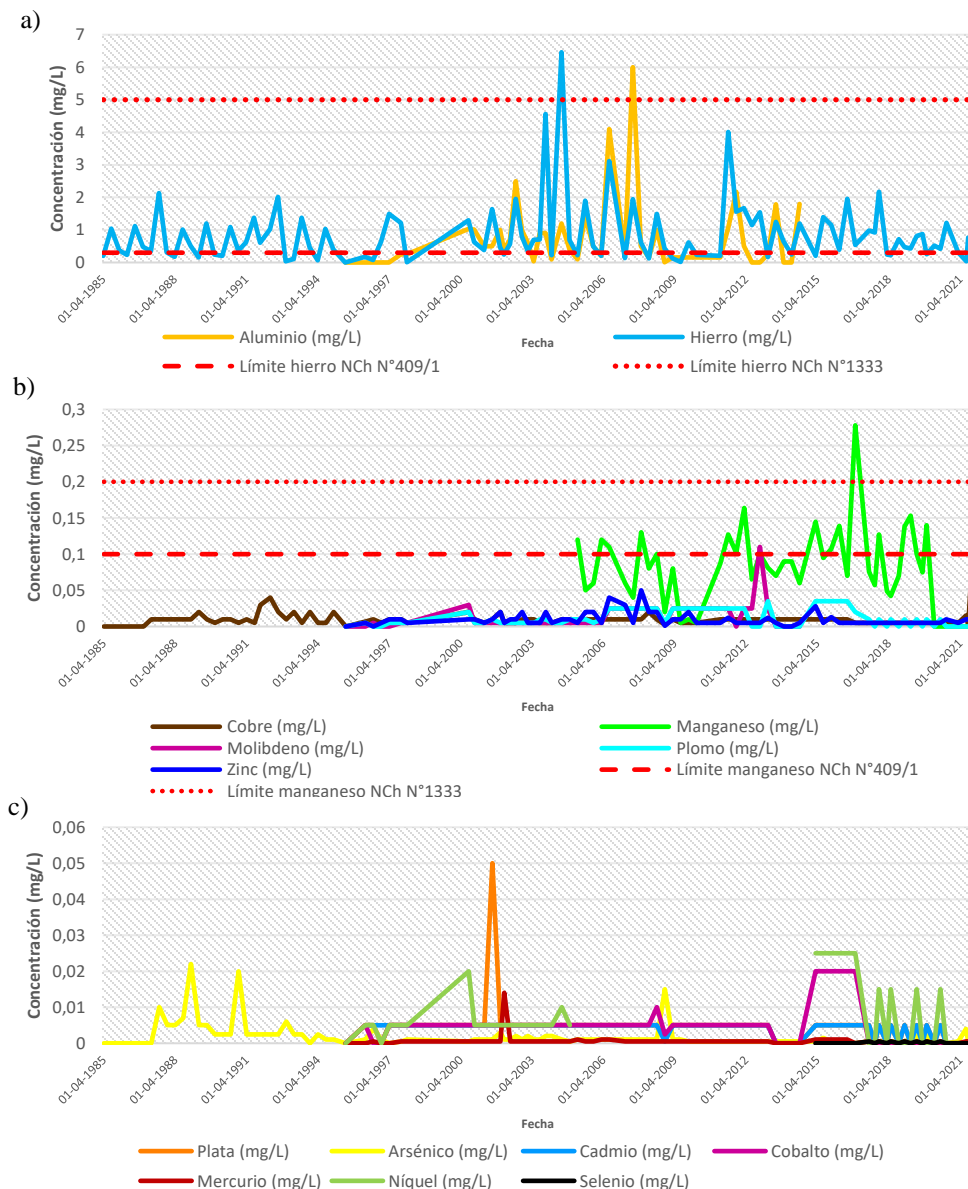 a)
Concentración (mg/L)
7
6
5
4
3
2
1
0
01-04-1985
01-04-1988
01-04-1991
01-04-1994
01-04-1997
01-04-2000
01-04-2003
01-04-2006
01-04-2009
01-04-2012
01-04-2015
01-04-2018
01-04-2021
Fecha
Aluminio (mg/L)
Hierro (mg/L)
Límite hierro NCh N°409/1
Límite hierro NCh N°1333
b)
Concentración (mg/L)
0,3
0,25
0,2
0,15
0,1
0,05
0
01-04-1985
01-04-1988
01-04-1991
01-04-1994
01-04-1997
01-04-2000
01-04-2003
01-04-2006
01-04-2009
01-04-2012
01-04-2015
01-04-2018
01-04-2021
Fecha
Cobre (mg/L)
Manganeso (mg/L)
Molibdeno (mg/L)
Plomo (mg/L)
Zinc (mg/L)
Límite manganeso NCh N°409/1
Límite manganeso NCh N°1333
c)
Concentración (mg/L)
0,06
0,05
0,04
0,03
0,02
0,01
0
01-04-1985
01-04-1988
01-04-1991
01-04-1994
01-04-1997
01-04-2000
01-04-2003
01-04-2006
01-04-2009
01-04-2012
01-04-2015
01-04-2018
01-04-2021
Fecha
Plata (mg/L)
Arsénico (mg/L)
Cadmio (mg/L)
Cobalto (mg/L)
Mercurio (mg/L)
Níquel (mg/L)
Selenio (mg/L)